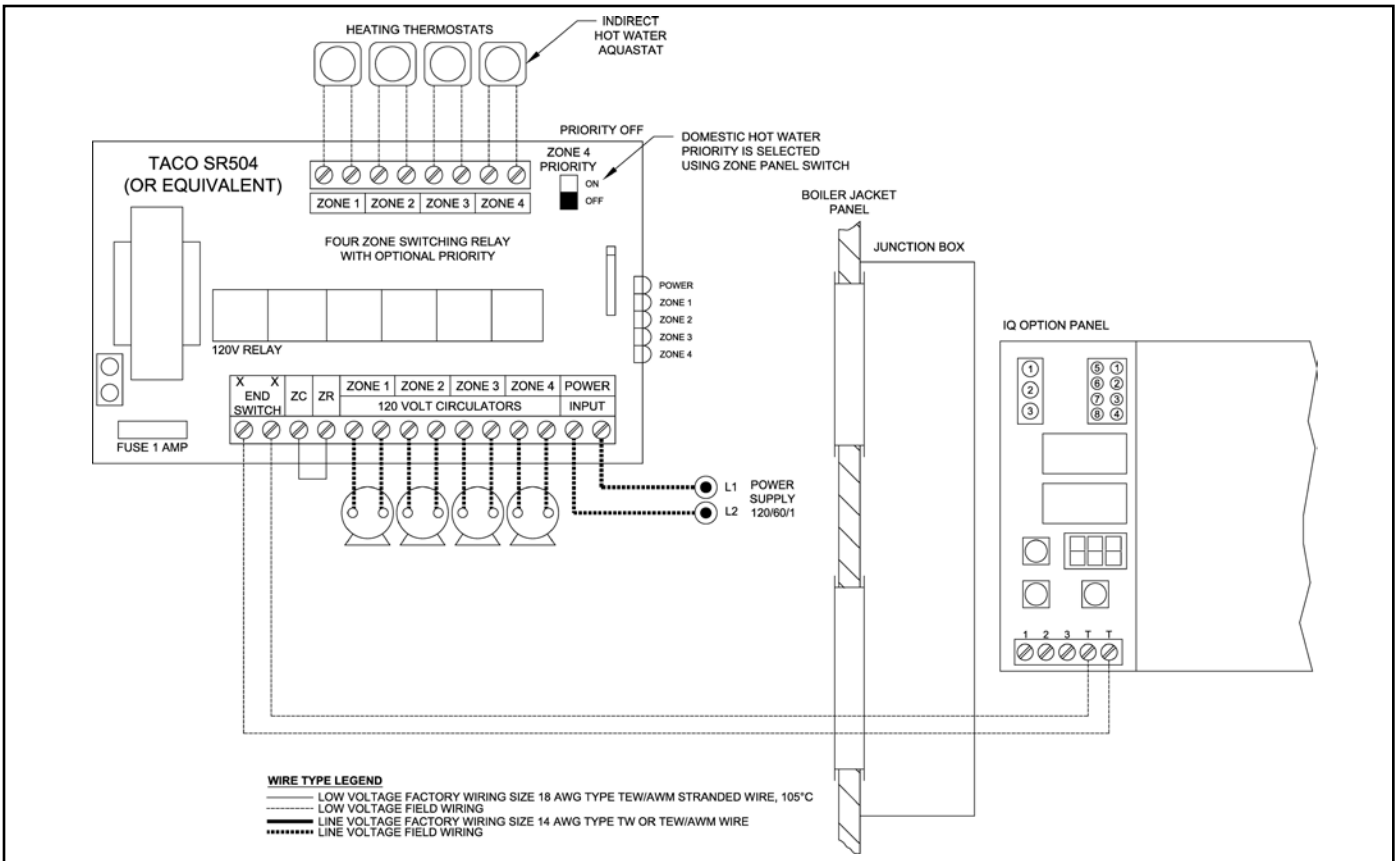 HEATING THERMOSTATS
INDIRECT
HOT WATER
AQUASTAT
PRIORITY OFF
TACO SR504
(OR EQUIVALENT)
ZONE 4
PRIORITY
ON
OFF
DOMESTIC HOT WATER
PRIORITY IS SELECTED
USING ZONE PANEL SWITCH
ZONE 1 ZONE 2 ZONE 3 ZONE 4
FOUR ZONE SWITCHING RELAY
WITH OPTIONAL PRIORITY
BOILER JACKET
PANEL
JUNCTION BOX
POWER
ZONE 1
ZONE 2
ZONE 3
ZONE 4
IQ OPTION PANEL
1
2
3
5 1
6 2
7 3
8 4
120V RELAY
X X
END
SWITCH
ZC ZR
ZONE 1 ZONE 2 ZONE 3 ZONE 4 POWER
120 VOLT CIRCULATORS INPUT
FUSE 1 AMP
L1
L2
POWER
SUPPLY
120/60/1
1 2 3 T T
WIRE TYPE LEGEND
LOW VOLTAGE FACTORY WIRING SIZE 18 AWG TYPE TEW/AWM STRANDED WIRE, 105°C
LOW VOLTAGE FIELD WIRING
LINE VOLTAGE FACTORY WIRING SIZE 14 AWG TYPE TW OR TEW/AWM WIRE
LINE VOLTAGE FIELD WIRING